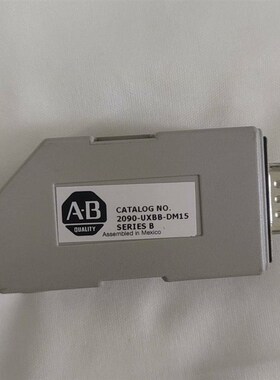 A-B
QUALITY
CATALOG NO.
2090-UXBB-DM15
SERIES B
Assembled in Mexico